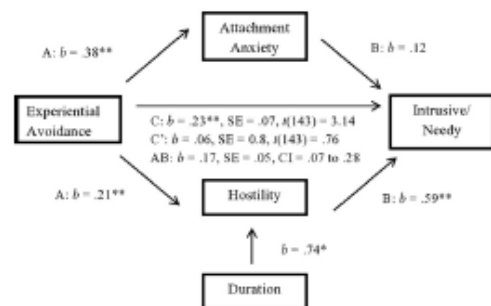 Attachment
Anxiety
A: b = .38**
B: b = .12
Experiential
Avoidance
Intrusive/
Needy
C: b = .23**, SE = .07, t(143) = 3.14
C': b = .06, SE = 0.8, t(143) = .76
AB: b = .17, SE = .05, CI = .07 to .28
A: b = .21**
Hostility
B: b = .59**
b = .74*
Duration